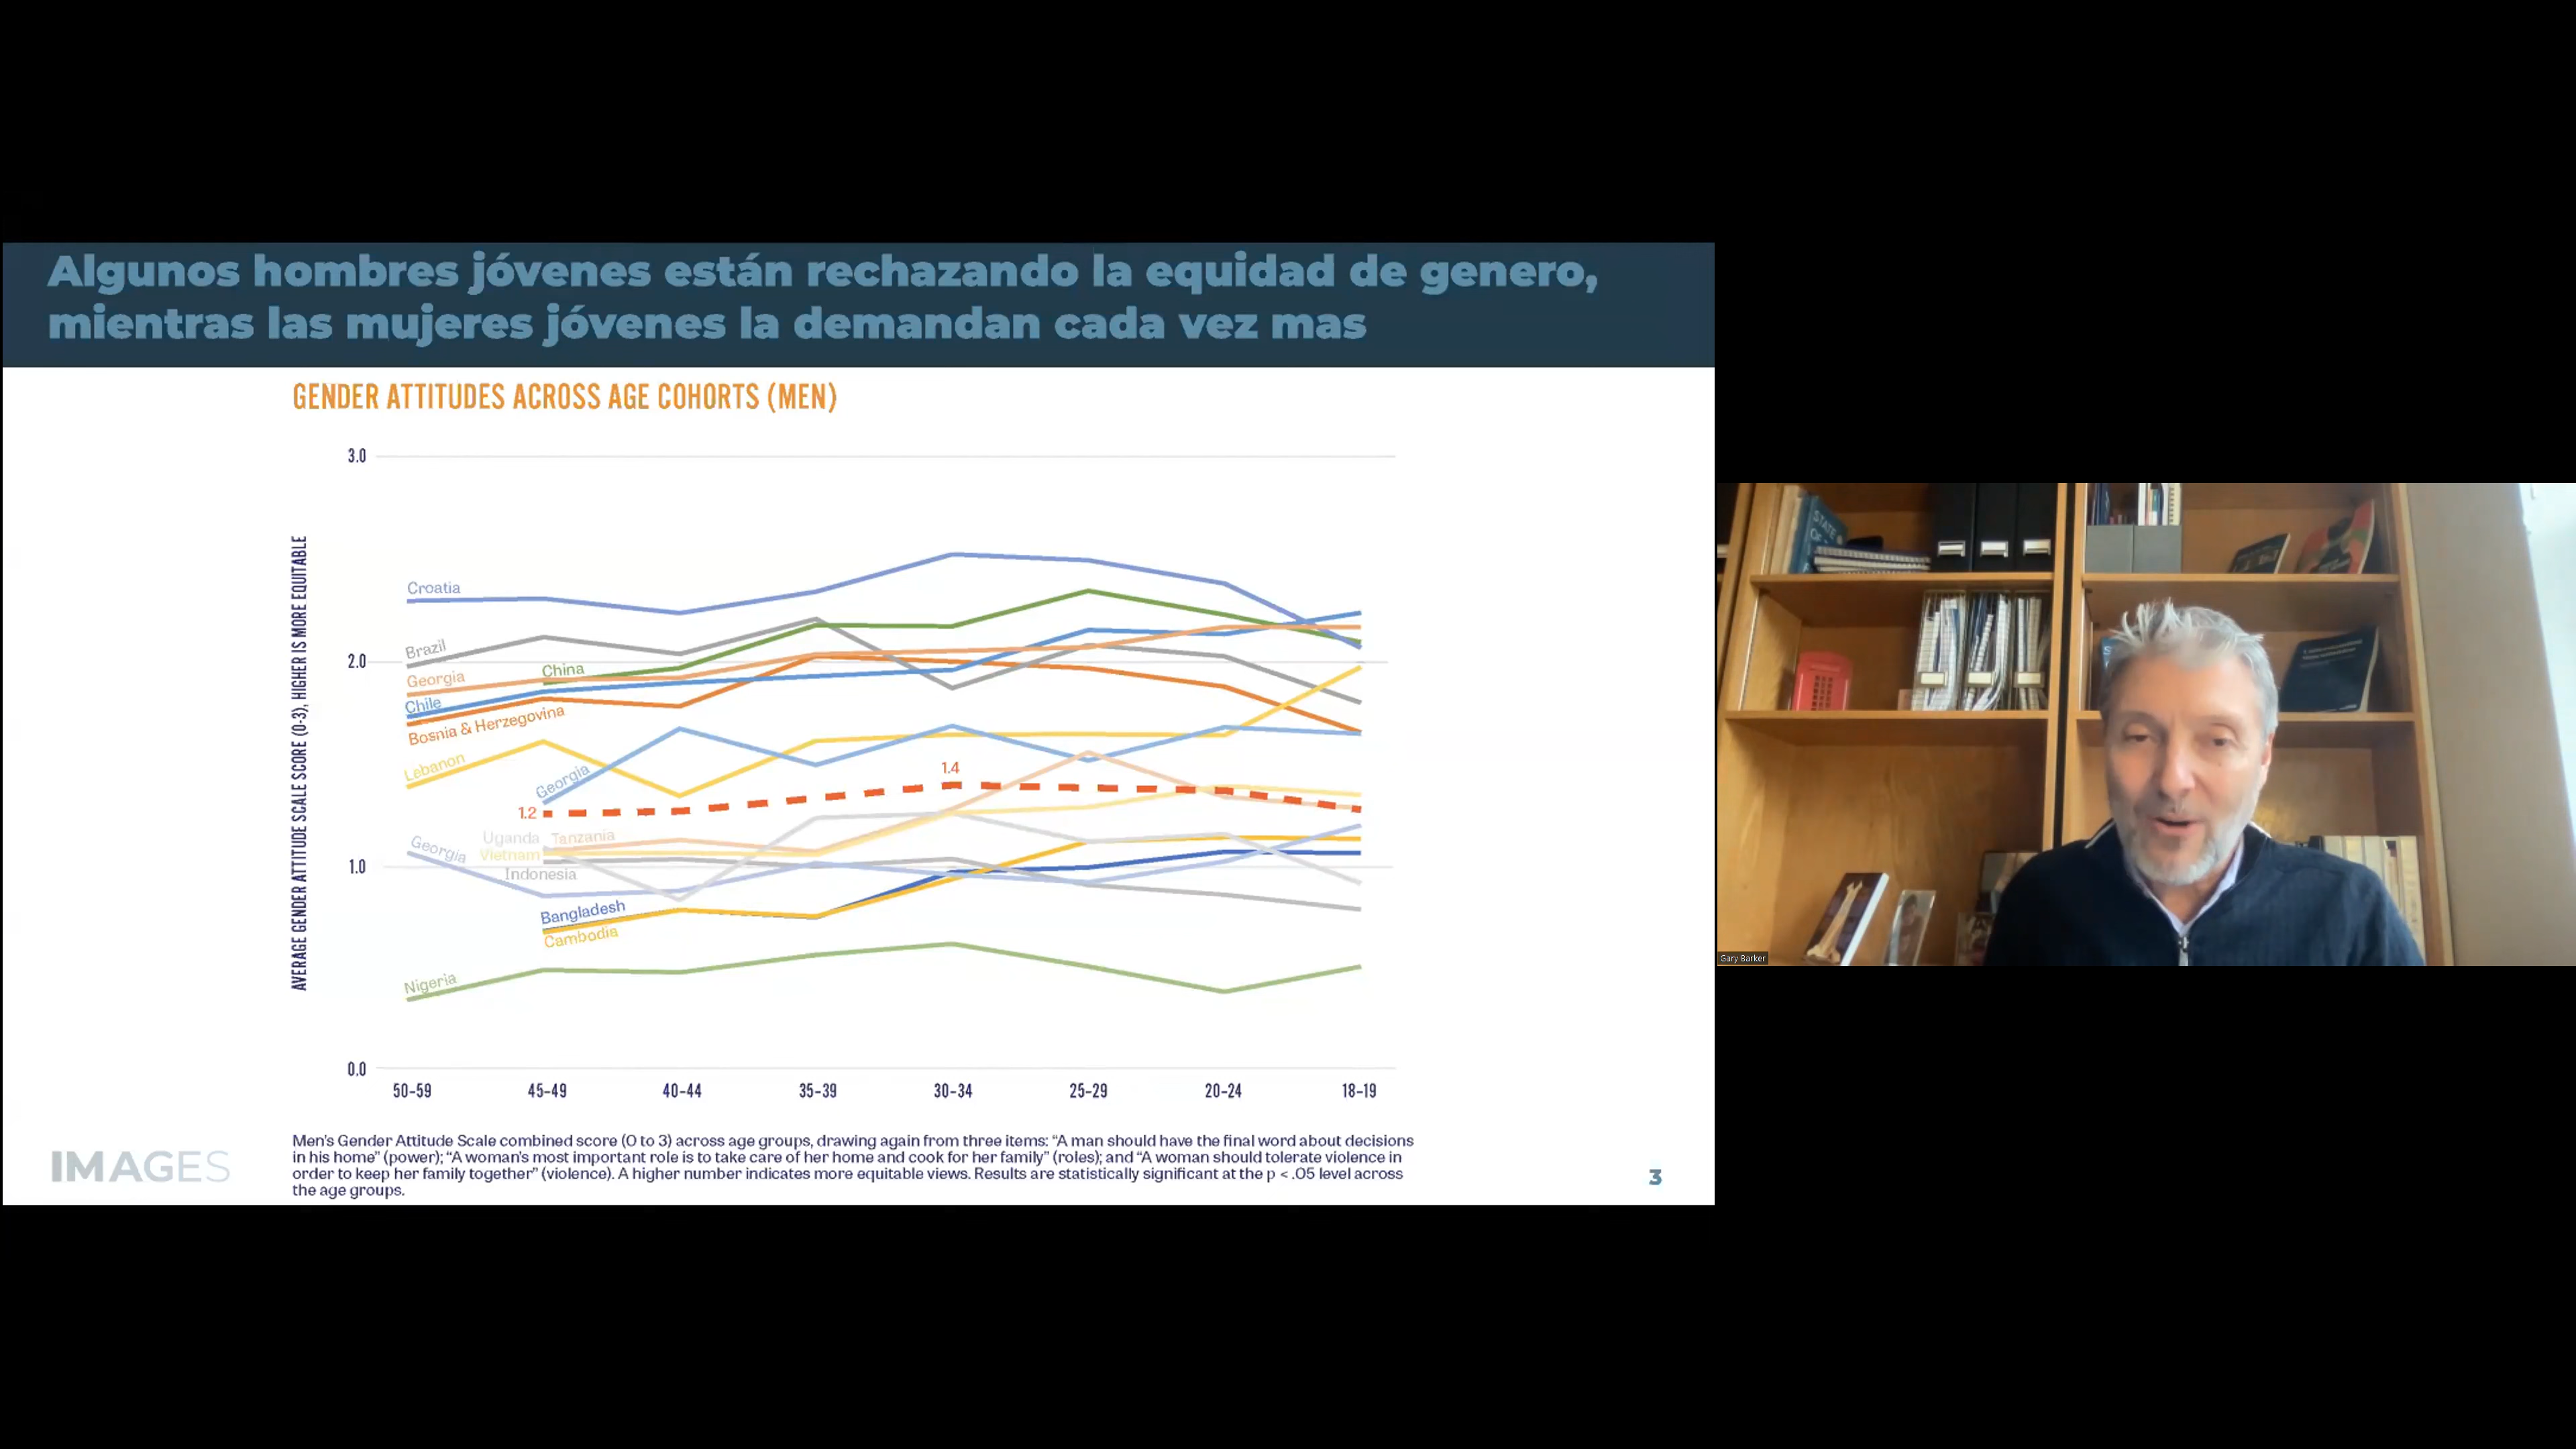 Algunos hombres jóvenes están rechazando la equidad de genero,
mientras las mujeres jóvenes la demandan cada vez mas
GENDER ATTITUDES ACROSS AGE COHORTS (MEN)
AVERAGE GENDER ATTITUDE SCALE SCORE (0-3), HIGHER IS MORE EQUITABLE
3.0
2.0
1.0
0.0
Croatia
Brazil
China
Georgia
Chile
Bosnia & Herzegovina
Lebanon
Georgia
1.4
1.2
Uganda
Tanzania
Georgia
Vietnam
Indonesia
Bangladesh
Cambodia
Nigeria
50–59
45–49
40–44
35–39
30–34
25–29
20–24
18–19
Men's Gender Attitude Scale combined score (0 to 3) across age groups, drawing again from three items: “A man should have the final word about decisions
in his home” (power); “A woman's most important role is to take care of her home and cook for her family” (roles); and “A woman should tolerate violence in
order to keep her family together” (violence). A higher number indicates more equitable views. Results are statistically significant at the p < .05 level across
the age groups.
IMAGES
3
STATE
OF
Gary Barker